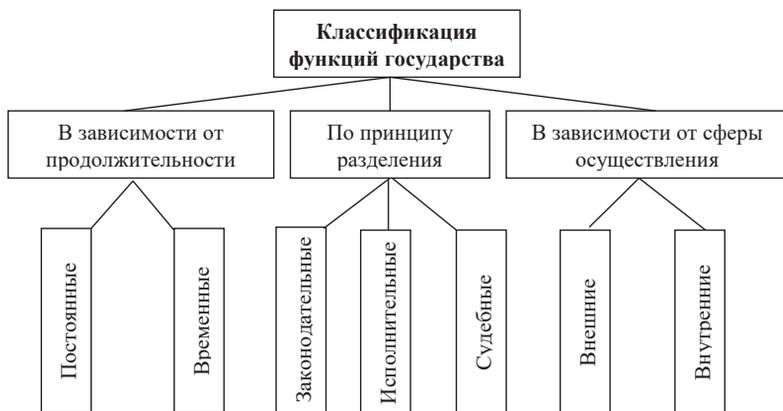 Классификация
функций государства
В зависимости от
продолжительности
По принципу
разделения
В зависимости от сферы
осуществления
Постоянные
Временные
Законодательные
Исполнительные
Судебные
Внешние
Внутренние